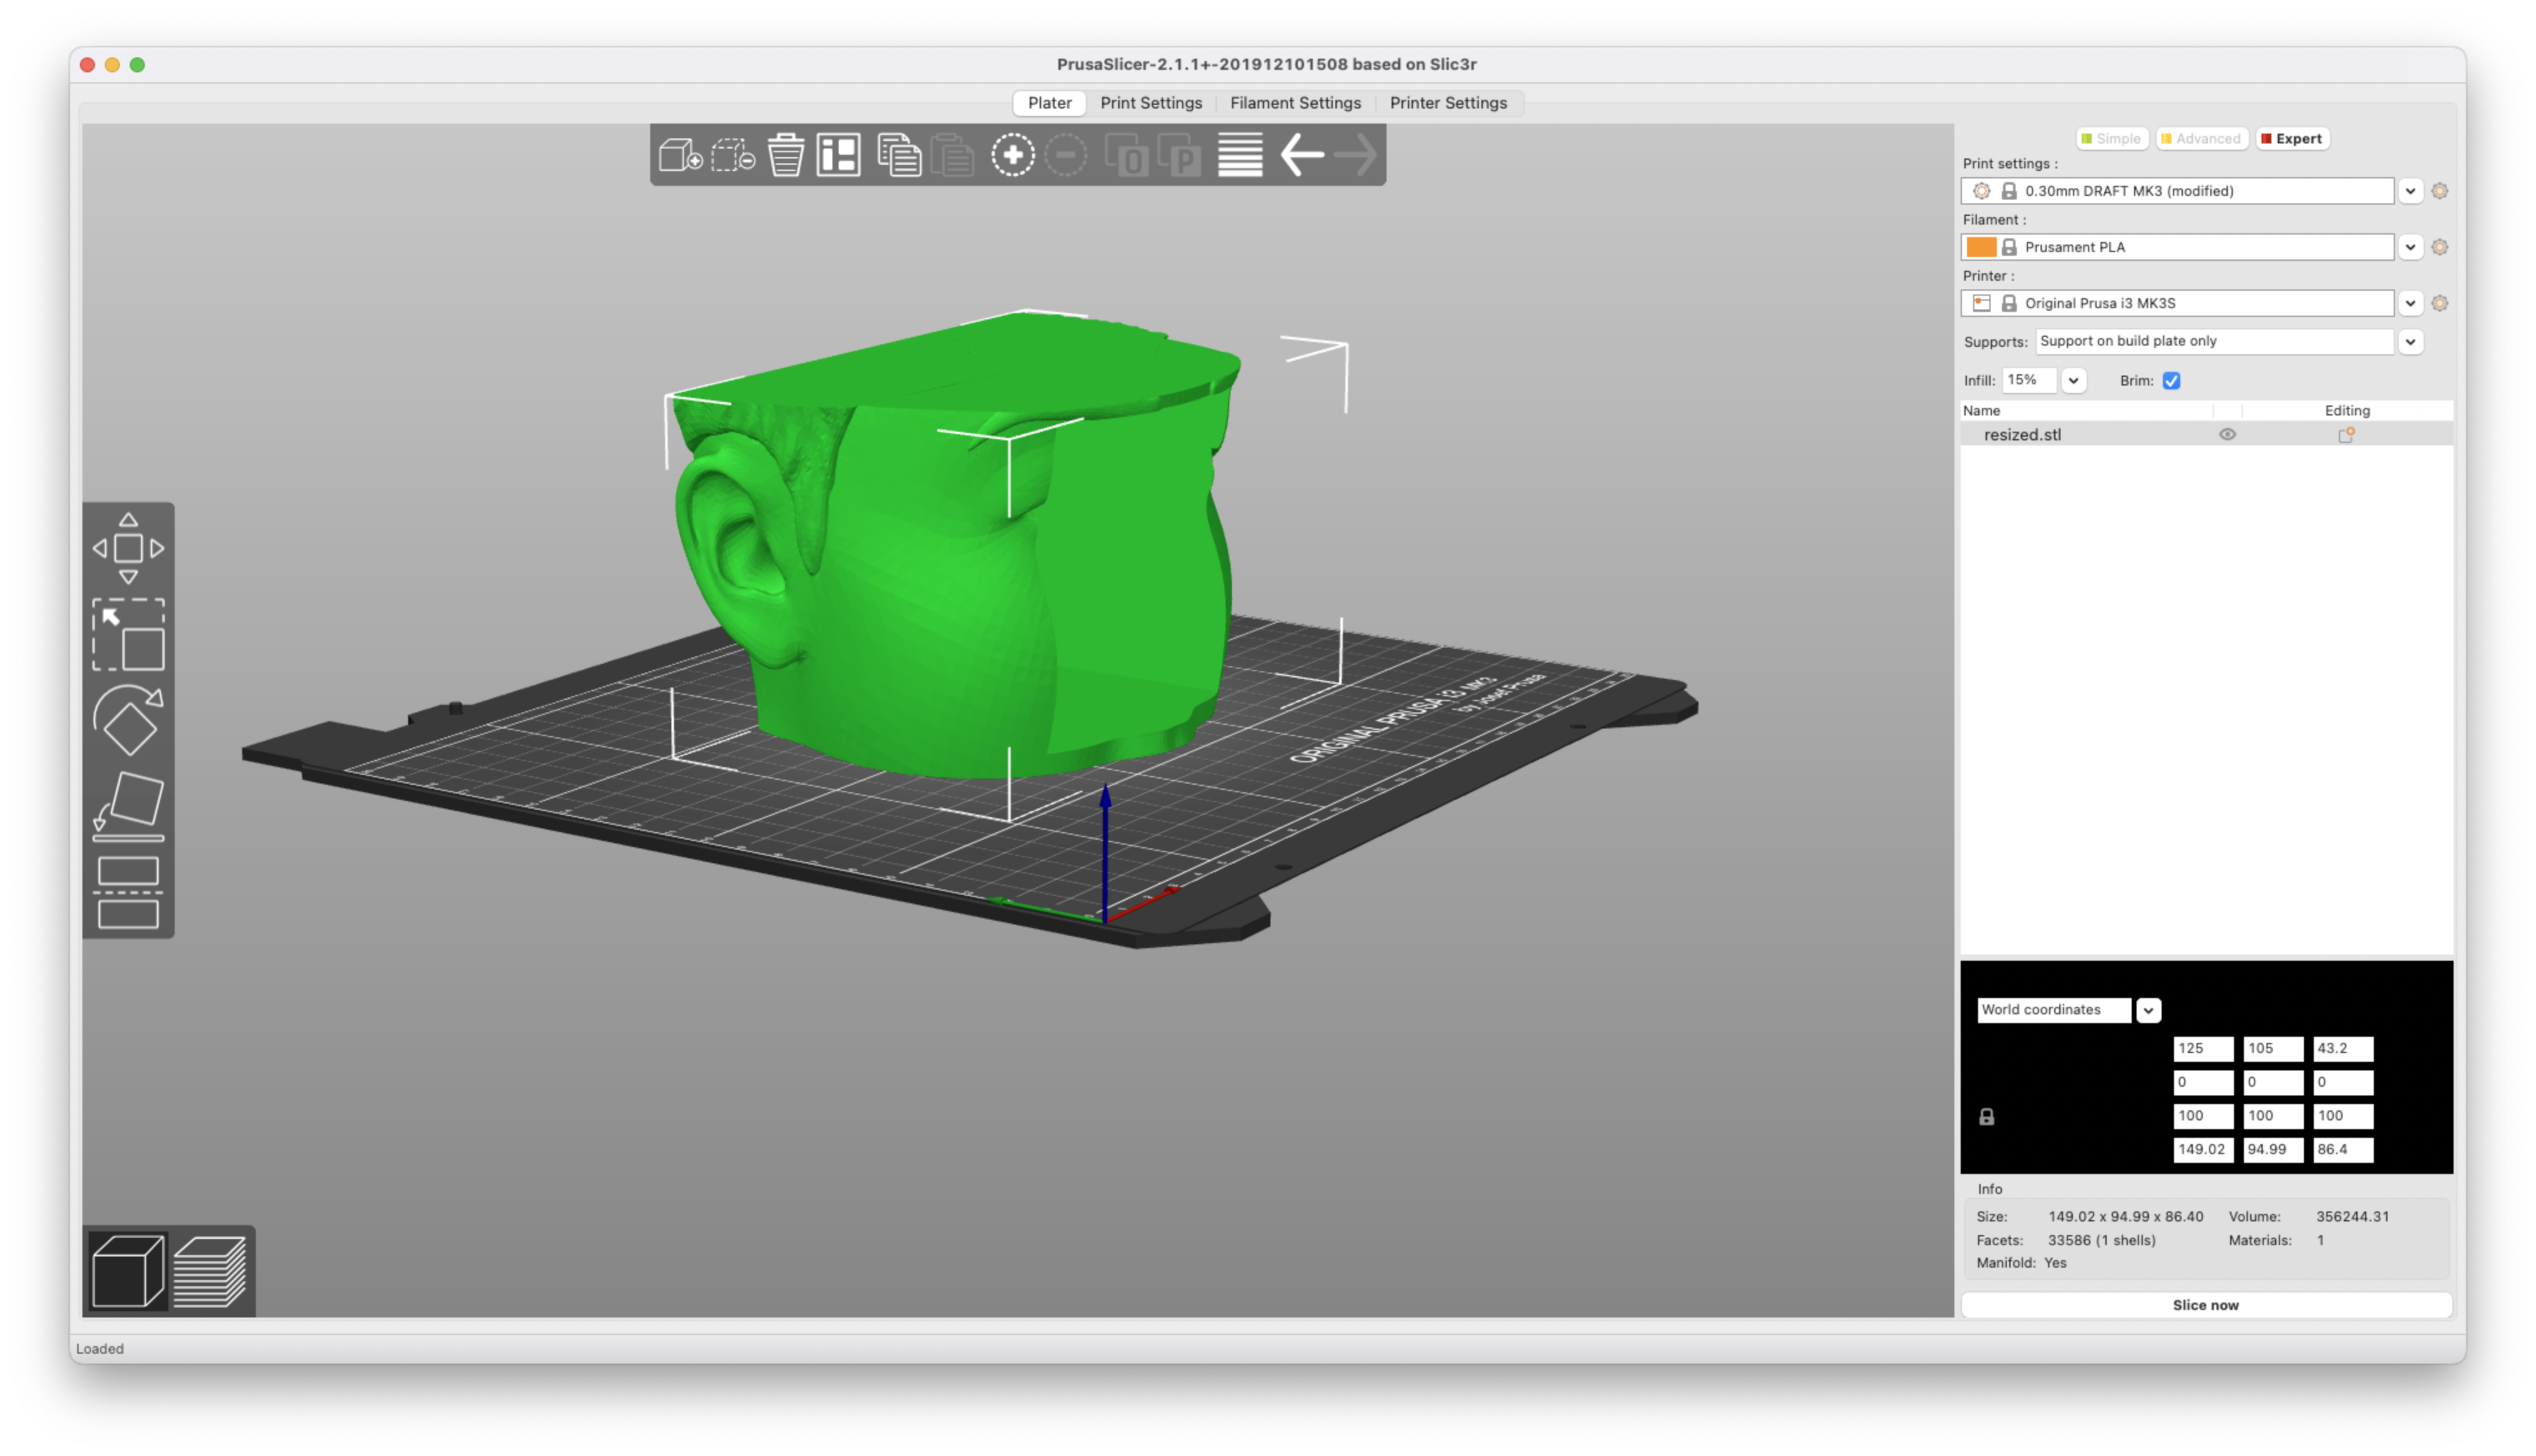 PrusaSlicer-2.1.1+-201912101508 based on Slic3r
Plater Print Settings Filament Settings Printer Settings
O P
Simple Advanced Expert
Print settings :
0.30mm DRAFT MK3 (modified)
Filament :
Prusament PLA
Printer :
Original Prusa i3 MK3S
Supports: Support on build plate only
Infill: 15% Brim:
Name Editing
resized.stl
ORIGINAL PRUSA i3 MK3
by Josef Prusa
World coordinates
125 105 43.2
0 0 0
100 100 100
149.02 94.99 86.4
Info
Size: 149.02 x 94.99 x 86.40 Volume: 356244.31
Facets: 33586 (1 shells) Materials: 1
Manifold: Yes
Slice now
Loaded